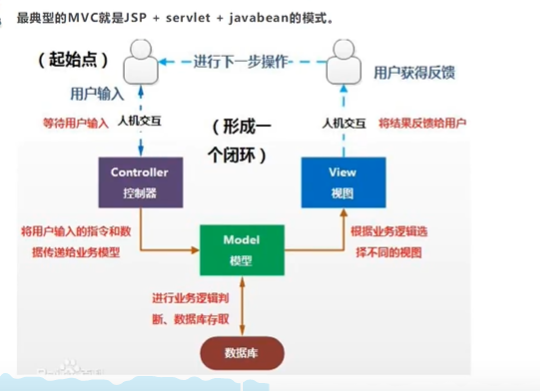 最典型的MVC就是JSP + servlet + javabean的模式。
（起始点）
进行下一步操作
用户获得反馈
用户输入
等待用户输入
人机交互
（形成一
个闭环）
人机交互
将结果反馈给用户
Controller
控制器
View
视图
将用户输入的指令和数
据传递给业务模型
Model
模型
根据业务逻辑选
择不同的视图
进行业务逻辑判
断、数据库存取
数据库